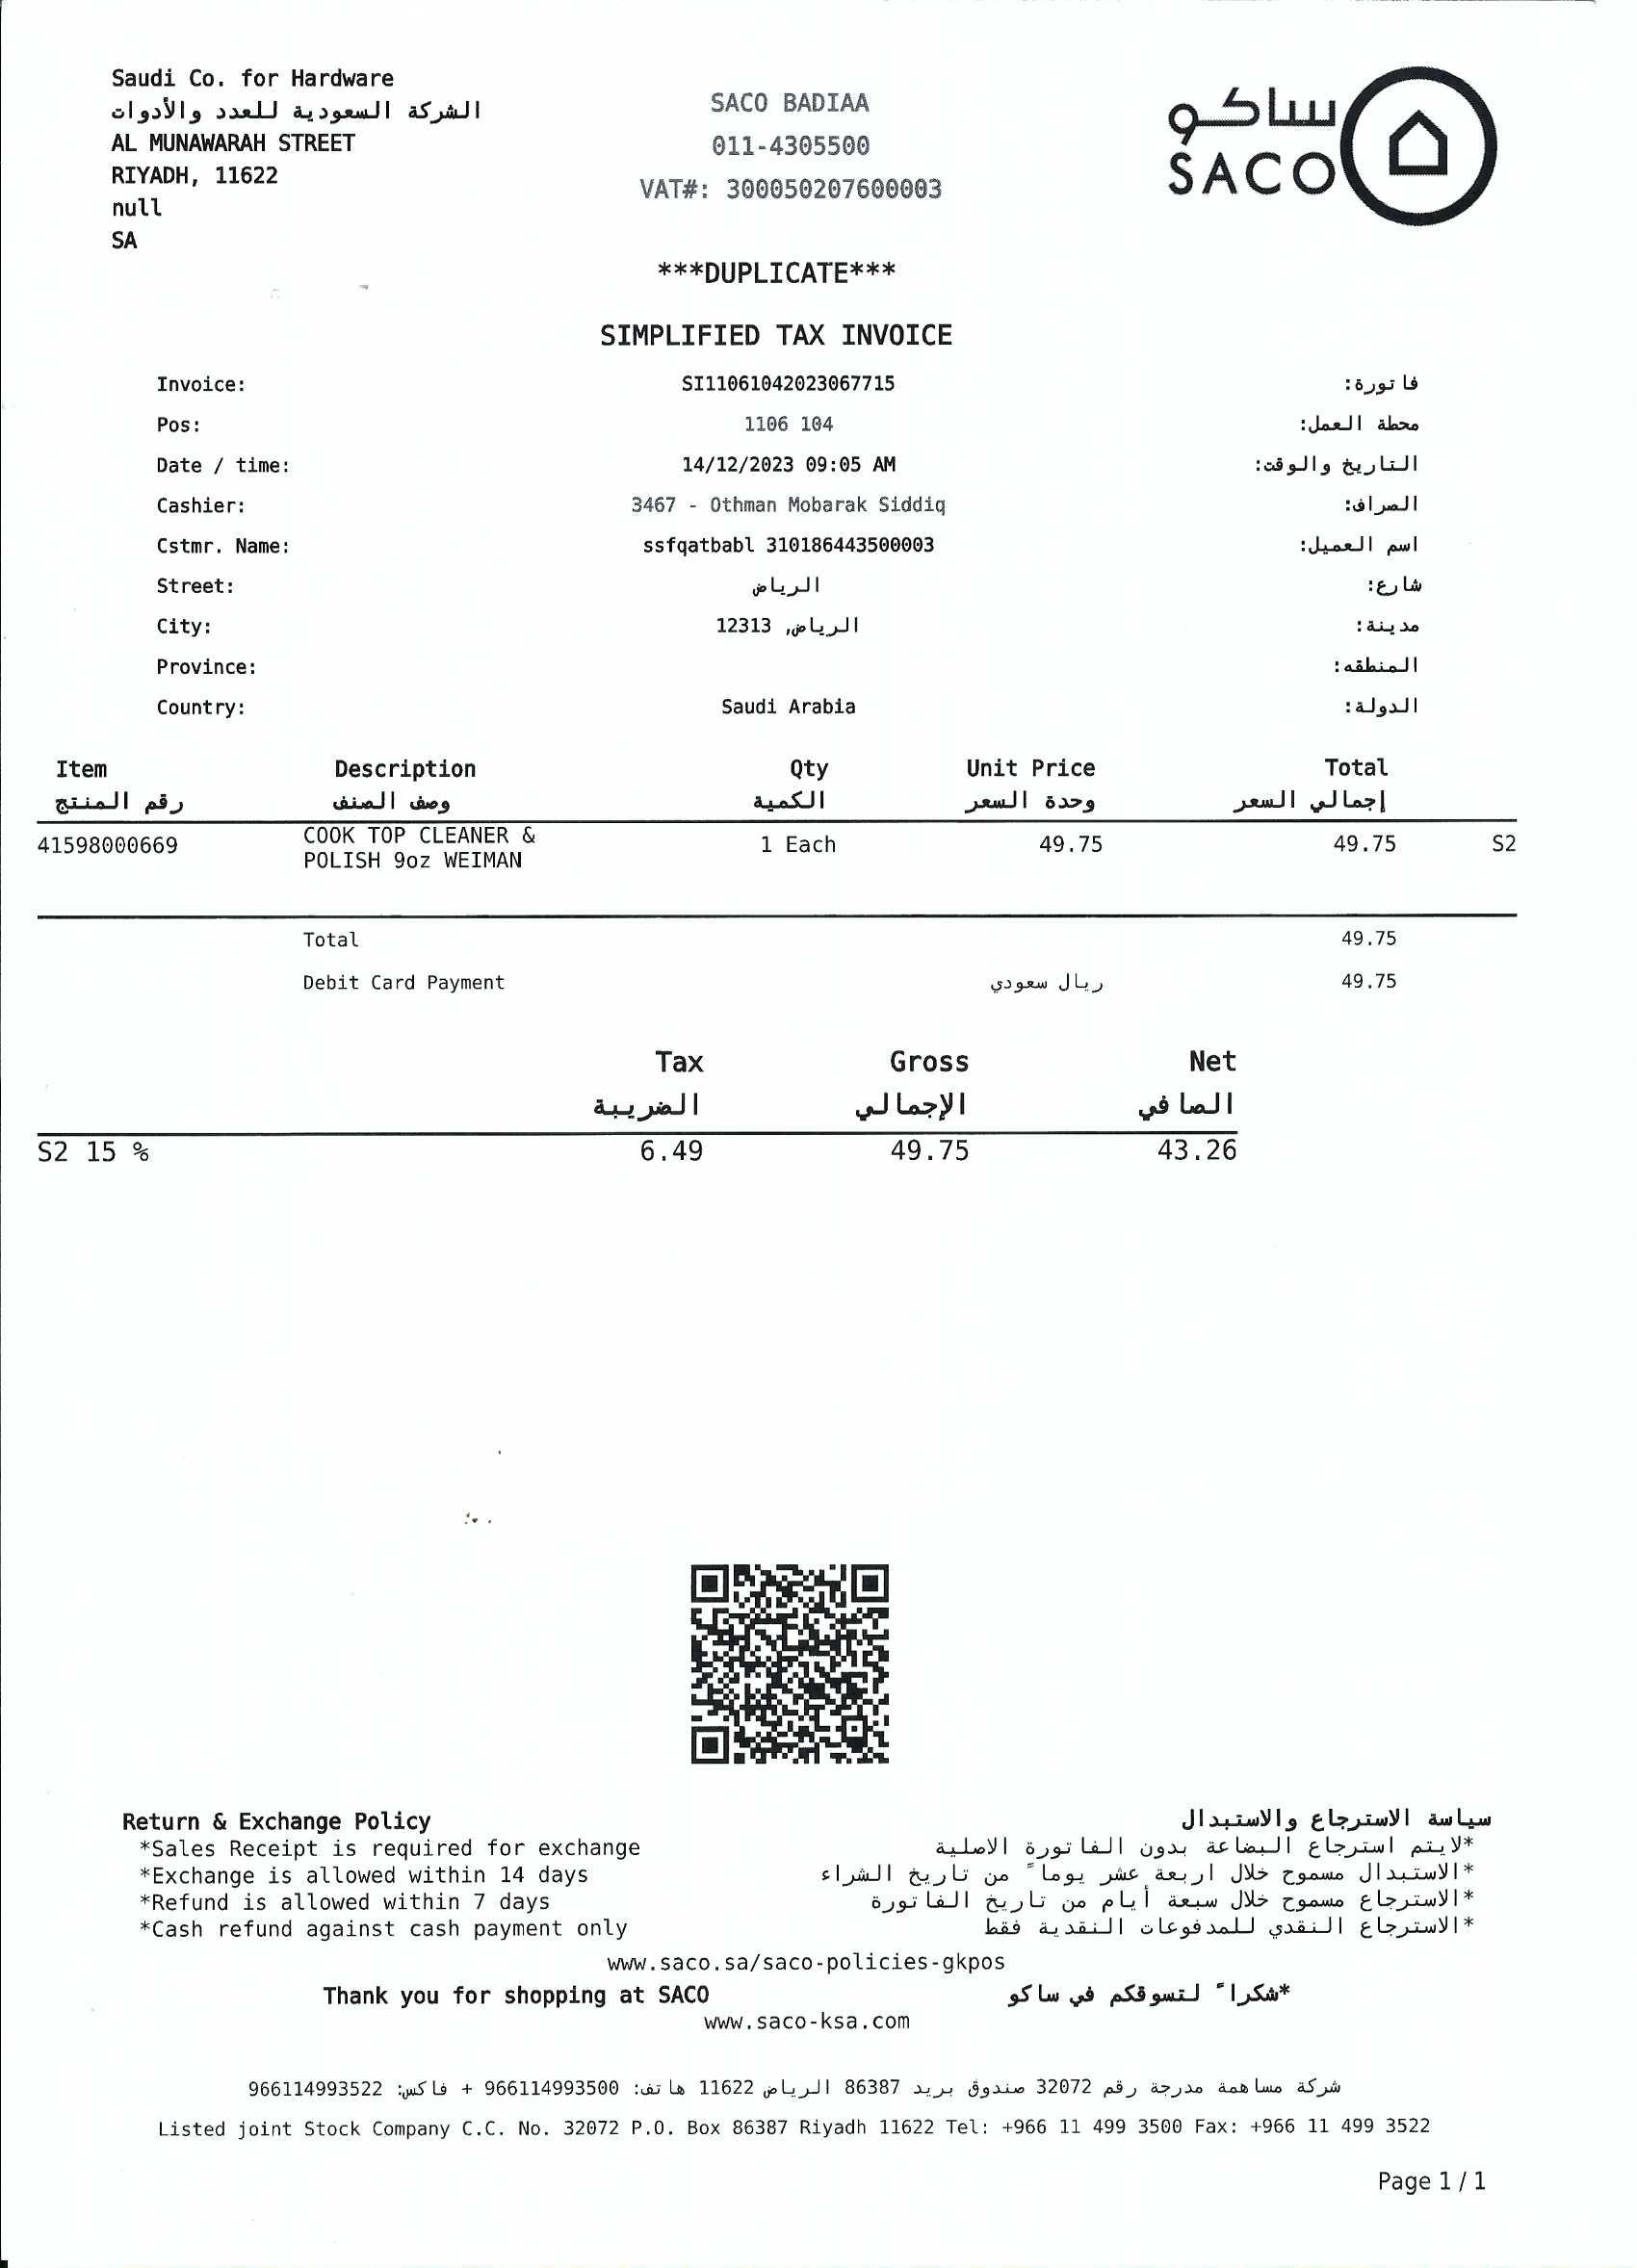 Saudi Co. for Hardware
الشركة السعودية للعدد والأدوات
AL MUNAWARAH STREET
RIYADH, 11622
null
SA
SACO BADIAA
011-4305500
VAT#: 300050207600003
ساكو
SACO
***DUPLICATE***
SIMPLIFIED TAX INVOICE
Invoice: SI11061042023067715 فاتورة:
Pos: 1106 104 محطة العمل:
Date / time: 14/12/2023 09:05 AM التاريخ والوقت:
Cashier: 3467 - Othman Mobarak Siddiq الصراف:
Cstmr. Name: ssfqatbabl 310186443500003 اسم العميل:
Street: الرياض شارع:
City: الرياض, 12313 مدينة:
Province: المنطقه:
Country: Saudi Arabia الدولة:
Item Description Qty Unit Price Total
رقم المنتج وصف الصنف الكمية وحدة السعر إجمالي السعر
41598000669 COOK TOP CLEANER & 1 Each 49.75 49.75 S2
POLISH 9oz WEIMAN
Total 49.75
Debit Card Payment ريال سعودي 49.75
Tax Gross Net
الضريبة الإجمالي الصافي
S2 15 % 6.49 49.75 43.26
Return & Exchange Policy سياسة الاسترجاع والاستبدال
*Sales Receipt is required for exchange *لايتم استرجاع البضاعة بدون الفاتورة الاصلية
*Exchange is allowed within 14 days *الاستبدال مسموح خلال اربعة عشر يوماً من تاريخ الشراء
*Refund is allowed within 7 days *الاسترجاع مسموح خلال سبعة أيام من تاريخ الفاتورة
*Cash refund against cash payment only *الاسترجاع النقدي للمدفوعات النقدية فقط
www.saco.sa/saco-policies-gkpos
Thank you for shopping at SACO *شكراً لتسوقكم في ساكو
www.saco-ksa.com
شركة مساهمة مدرجة رقم 32072 صندوق بريد 86387 الرياض 11622 هاتف: 966114993500 + فاكس: 966114993522
Listed joint Stock Company C.C. No. 32072 P.O. Box 86387 Riyadh 11622 Tel: +966 11 499 3500 Fax: +966 11 499 3522
Page 1 / 1